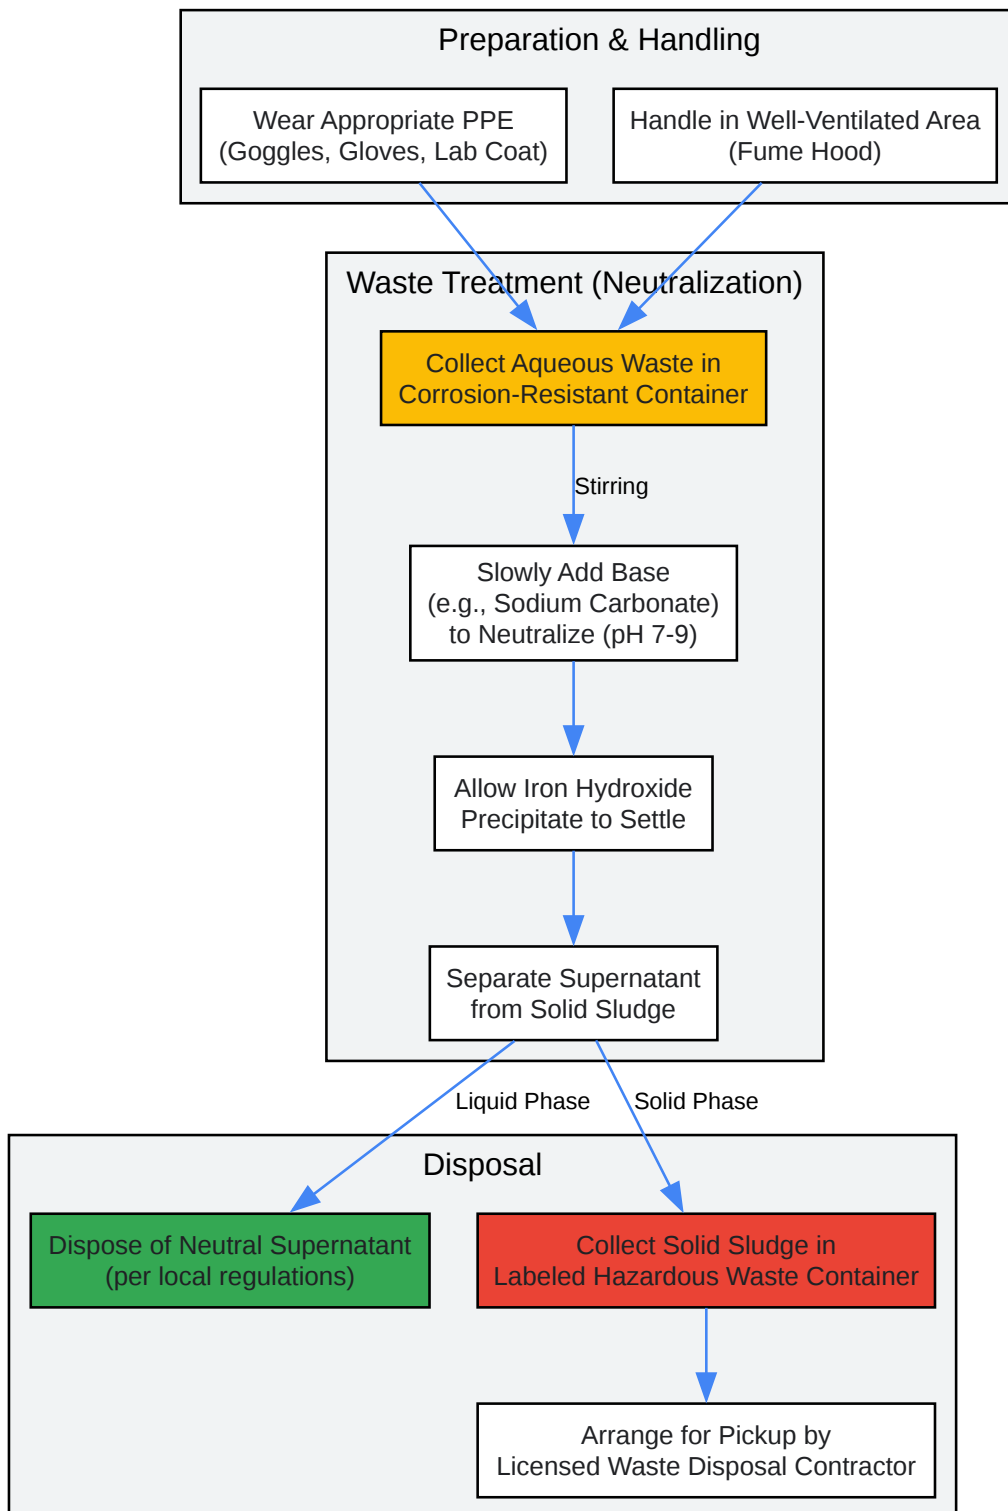 Preparation & Handling
Wear Appropriate PPE
(Goggles, Gloves, Lab Coat)
Handle in Well-Ventilated Area
(Fume Hood)
Waste Treatment (Neutralization)
Collect Aqueous Waste in
Corrosion-Resistant Container
Stirring
Slowly Add Base
(e.g., Sodium Carbonate)
to Neutralize (pH 7-9)
Allow Iron Hydroxide
Precipitate to Settle
Separate Supernatant
from Solid Sludge
Liquid Phase
Solid Phase
Disposal
Dispose of Neutral Supernatant
(per local regulations)
Collect Solid Sludge in
Labeled Hazardous Waste Container
Arrange for Pickup by
Licensed Waste Disposal Contractor